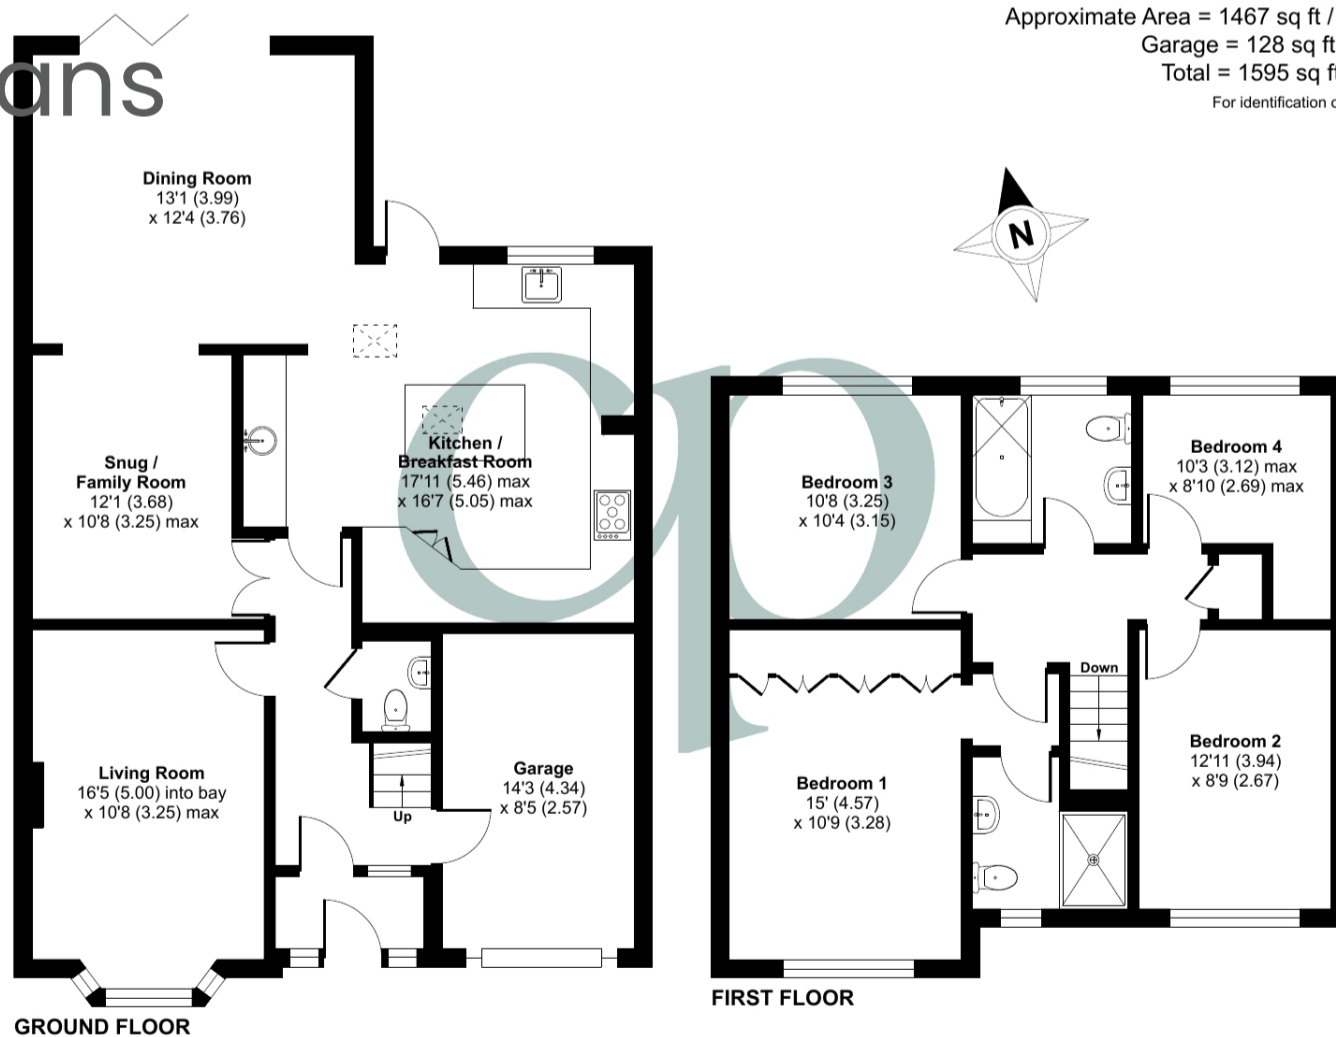 Approximate Area = 1467 sq ft /
Garage = 128 sq ft
Total = 1595 sq ft
For identification
ans
Dining Room
13'1 (3.99)
x 12'4 (3.76)
N
Kitchen /
Breakfast Room
17'11 (5.46) max
x 16'7 (5.05) max
Snug /
Family Room
12'1 (3.68)
x 10'8 (3.25) max
Living Room
16'5 (5.00) into bay
x 10'8 (3.25) max
Garage
14'3 (4.34)
x 8'5 (2.57)
Up
GROUND FLOOR
Bedroom 3
10'8 (3.25)
x 10'4 (3.15)
Bedroom 4
10'3 (3.12) max
x 8'10 (2.69) max
Down
Bedroom 1
15' (4.57)
x 10'9 (3.28)
Bedroom 2
12'11 (3.94)
x 8'9 (2.67)
FIRST FLOOR
cp